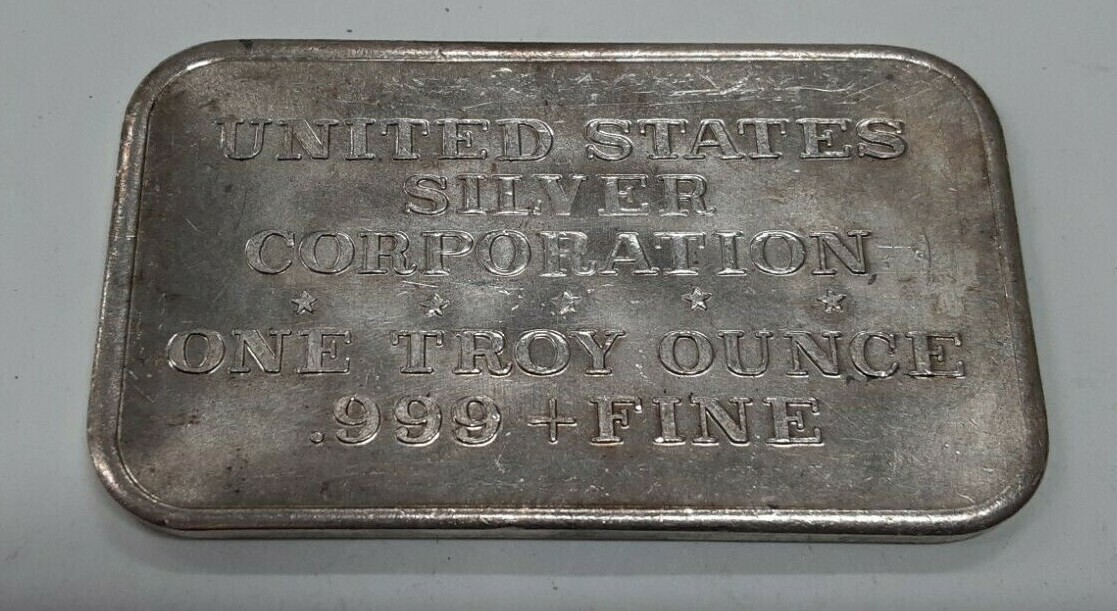 UNITED STATES
SILVER
CORPORATION
ONE TROY OUNCE
.999 + FINE